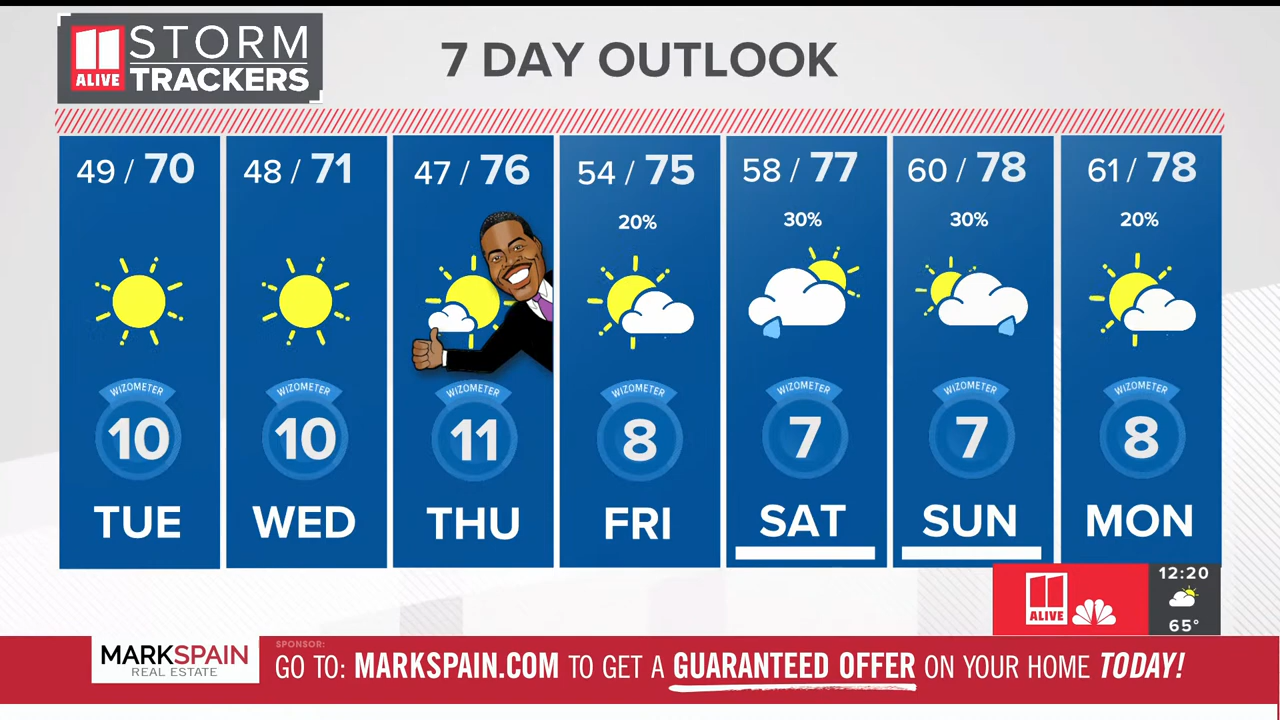 11 ALIVE
STORM
TRACKERS
7 DAY OUTLOOK
49 / 70
48 / 71
47 / 76
54 / 75
58 / 77
60 / 78
61 / 78
20%
30%
30%
20%
WIZOMETER
WIZOMETER
WIZOMETER
WIZOMETER
WIZOMETER
WIZOMETER
WIZOMETER
10
10
11
8
7
7
8
TUE
WED
THU
FRI
SAT
SUN
MON
11 ALIVE
12:20
65°
MARKSPAIN
REAL ESTATE
SPONSOR:
GO TO: MARKSPAIN.COM TO GET A GUARANTEED OFFER ON YOUR HOME TODAY!